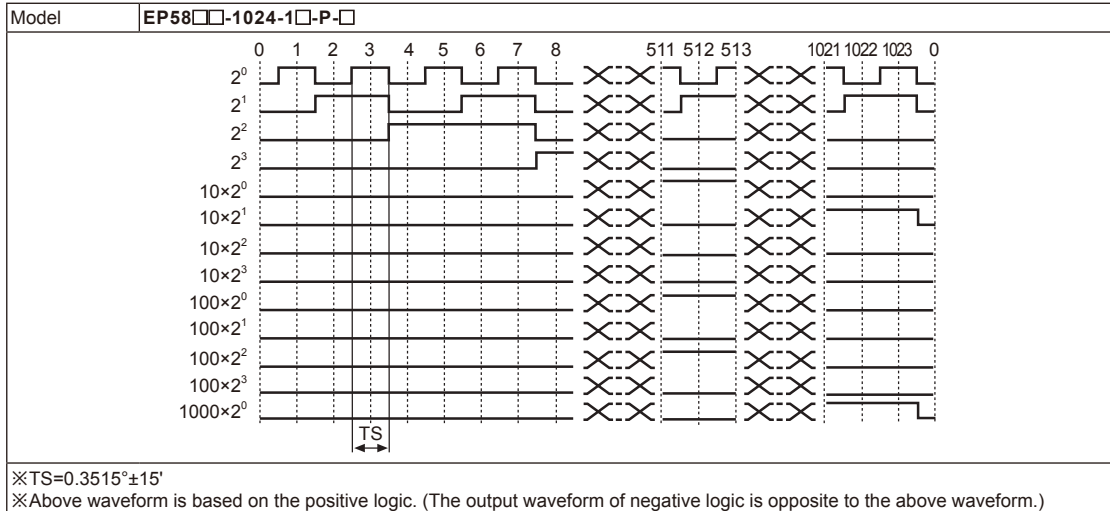 Model EP58□□-1024-1□-P-□
0 1 2 3 4 5 6 7 8 511 512 513 1021 1022 1023 0
2⁰
2¹
2²
2³
10×2⁰
10×2¹
10×2²
10×2³
100×2⁰
100×2¹
100×2²
100×2³
1000×2⁰
TS
※TS=0.3515°±15'
※Above waveform is based on the positive logic. (The output waveform of negative logic is opposite to the above waveform.)